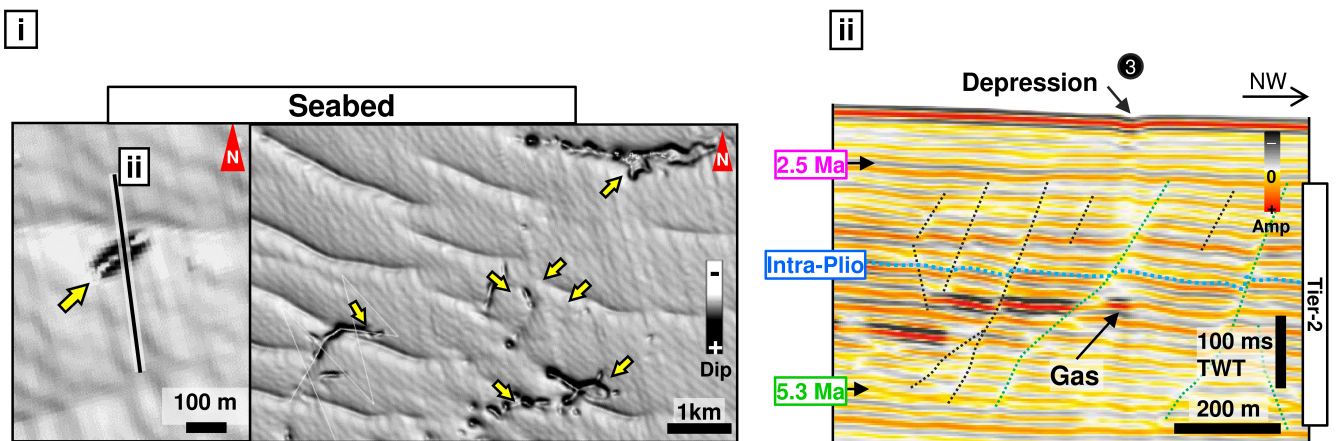 i
Seabed
ii
N
N
100 m
-
+
Dip
1km
ii
3
Depression
NW
2.5 Ma
−
0
+
Amp
Intra-Plio
Tier-2
100 ms
TWT
Gas
5.3 Ma
200 m